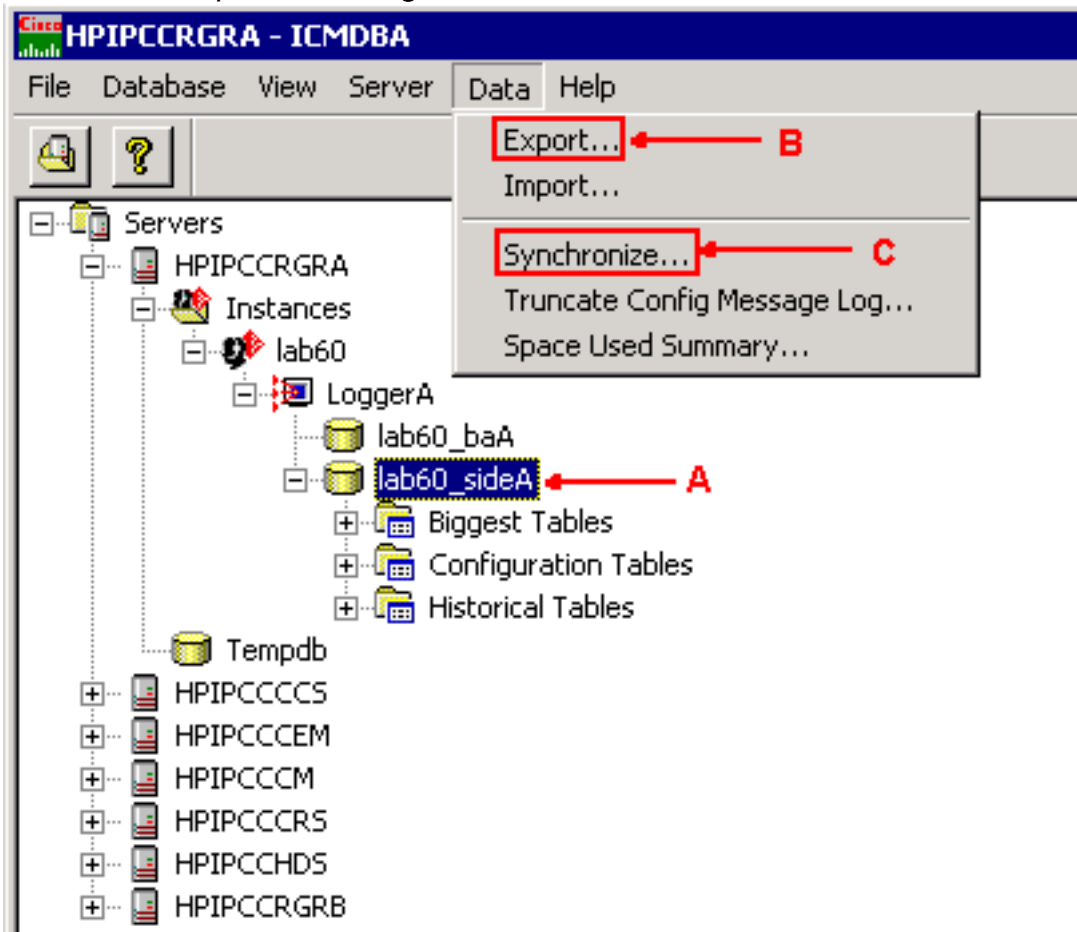 Cisco
HPIPCCRGRA - ICMDBA
File Database View Server Data Help
Export... B
Import...
Synchronize... C
Truncate Config Message Log...
Space Used Summary...
?
Servers
HPIPCCRGRA
Instances
lab60
LoggerA
lab60_baA
lab60_sideA A
Biggest Tables
Configuration Tables
Historical Tables
Tempdb
HPIPCCCCS
HPIPCCCEM
HPIPCCCM
HPIPCCCRS
HPIPCCHDS
HPIPCCRGRB